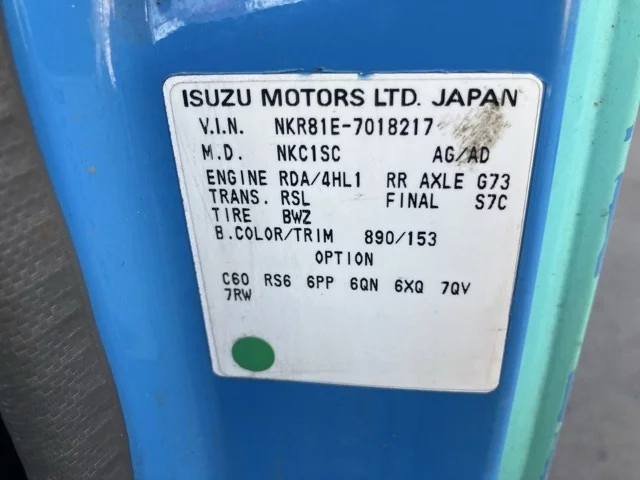 ISUZU MOTORS LTD. JAPAN
V.I.N. NKR81E-7018217
M.D. NKC1SC AG/AD
ENGINE RDA/4HL1 RR AXLE G73
TRANS. RSL FINAL S7C
TIRE BWZ
B.COLOR/TRIM 890/153
OPTION
C60 RS6 6PP 6QN 6XQ 7QV
7RW